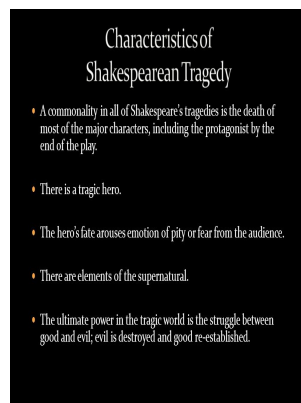 Characteristics of
Shakespearean Tragedy
• A commonality in all of Shakespeare's tragedies is the death of
most of the major characters, including the protagonist by the
end of the play.
• There is a tragic hero.
• The hero's fate arouses emotion of pity or fear from the audience.
• There are elements of the supernatural.
• The ultimate power in the tragic world is the struggle between
good and evil; evil is destroyed and good re-established.